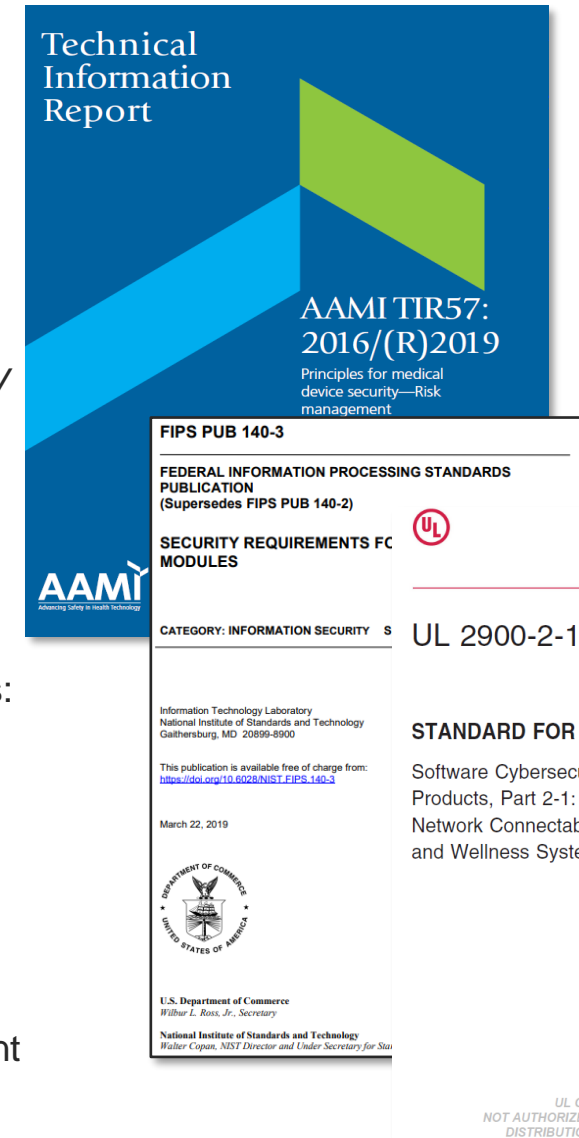 Technical
Information
Report
AAMI TIR57:
2016/(R)2019
Principles for medical
device security—Risk
management
AAMI
Advancing Safety in Health Technology
FIPS PUB 140-3
FEDERAL INFORMATION PROCESSING STANDARDS
PUBLICATION
(Supersedes FIPS PUB 140-2)
SECURITY REQUIREMENTS FO
MODULES
CATEGORY: INFORMATION SECURITY S
Information Technology Laboratory
National Institute of Standards and Technology
Gaithersburg, MD 20899-8900
This publication is available free of charge from:
https://doi.org/10.6028/NIST.FIPS.140-3
March 22, 2019
DEPARTMENT OF COMMERCE
UNITED STATES OF AMERICA
U.S. Department of Commerce
Wilbur L. Ross, Jr., Secretary
National Institute of Standards and Technology
Walter Copan, NIST Director and Under Secretary for Sta
UL
UL 2900-2-1
STANDARD FOR
Software Cybersecu
Products, Part 2-1:
Network Connectab
and Wellness Syste
UL
NOT AUTHORIZ
DISTRIBUTI
s:
nt